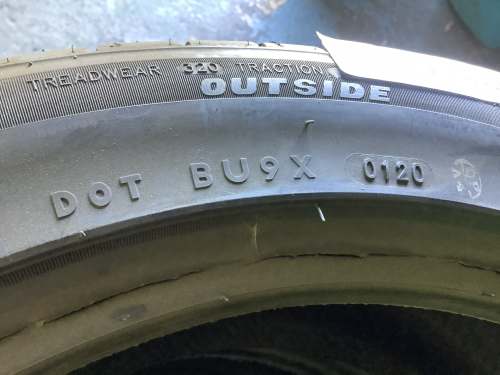 TREADWEAR 320 TRACTION
OUTSIDE
DOT BU9X 0120